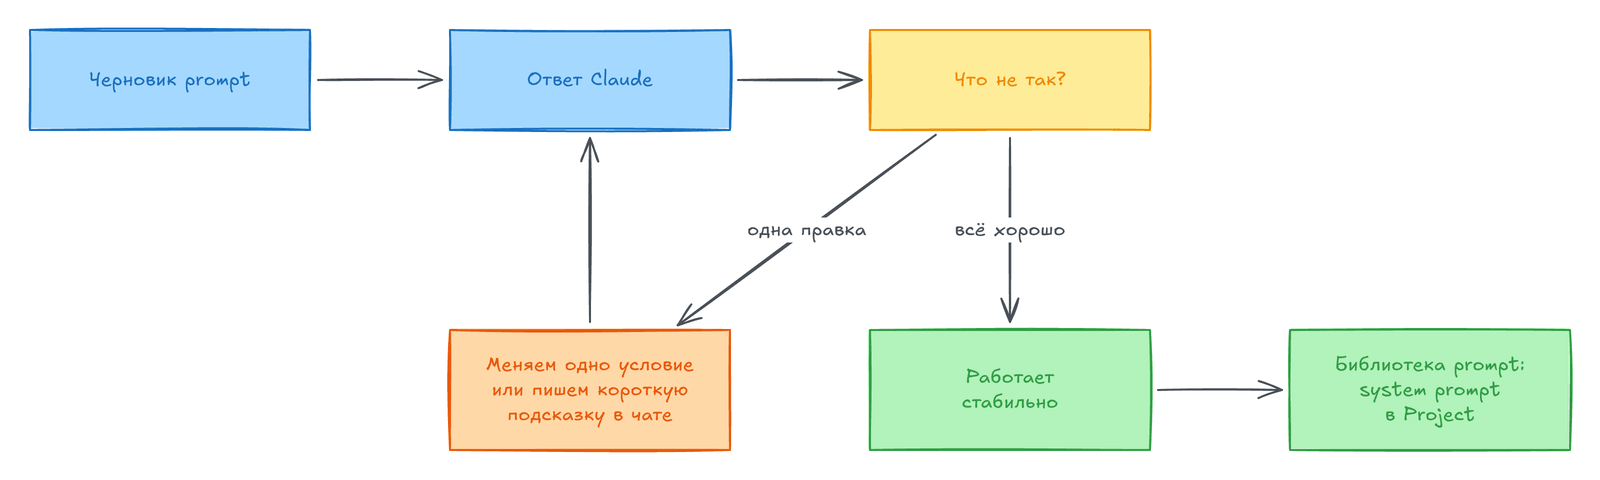 Черновик prompt
Ответ Claude
Что не так?
одна правка
всё хорошо
Меняем одно условие
или пишем короткую
подсказку в чате
Работает
стабильно
Библиотека prompt:
system prompt
в Project